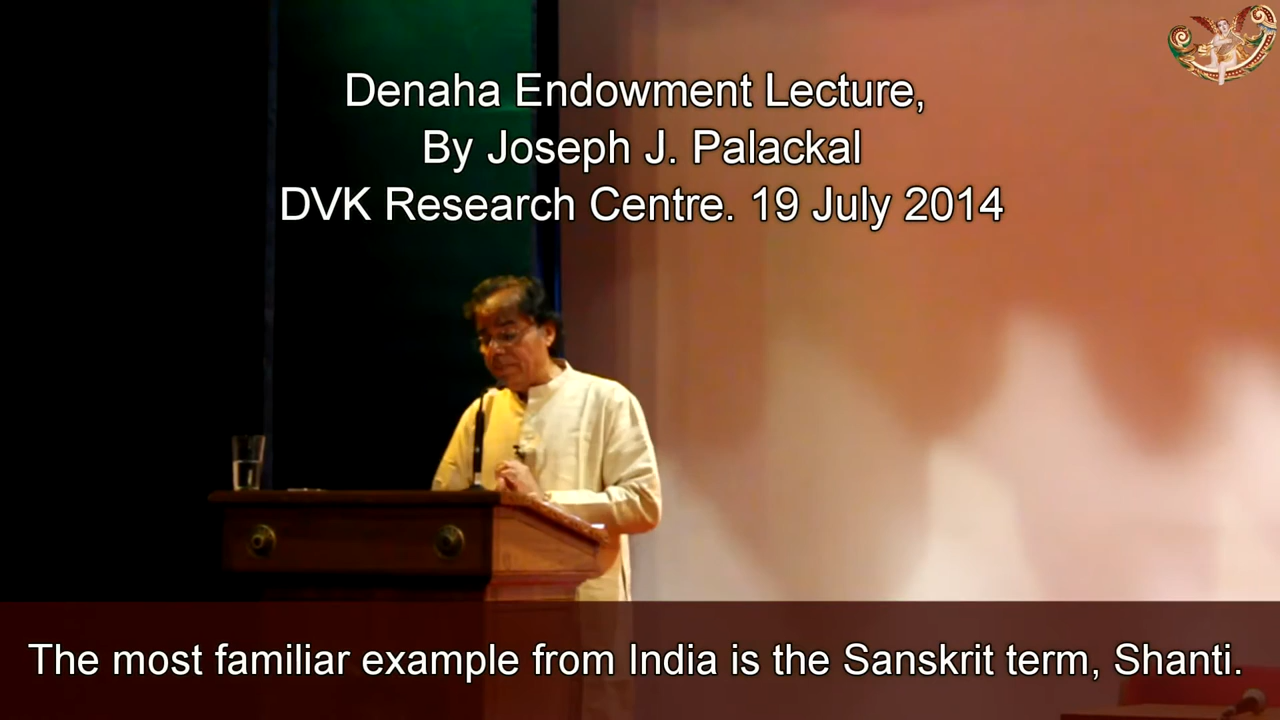 Denaha Endowment Lecture,
By Joseph J. Palackal
DVK Research Centre. 19 July 2014
The most familiar example from India is the Sanskrit term, Shanti.